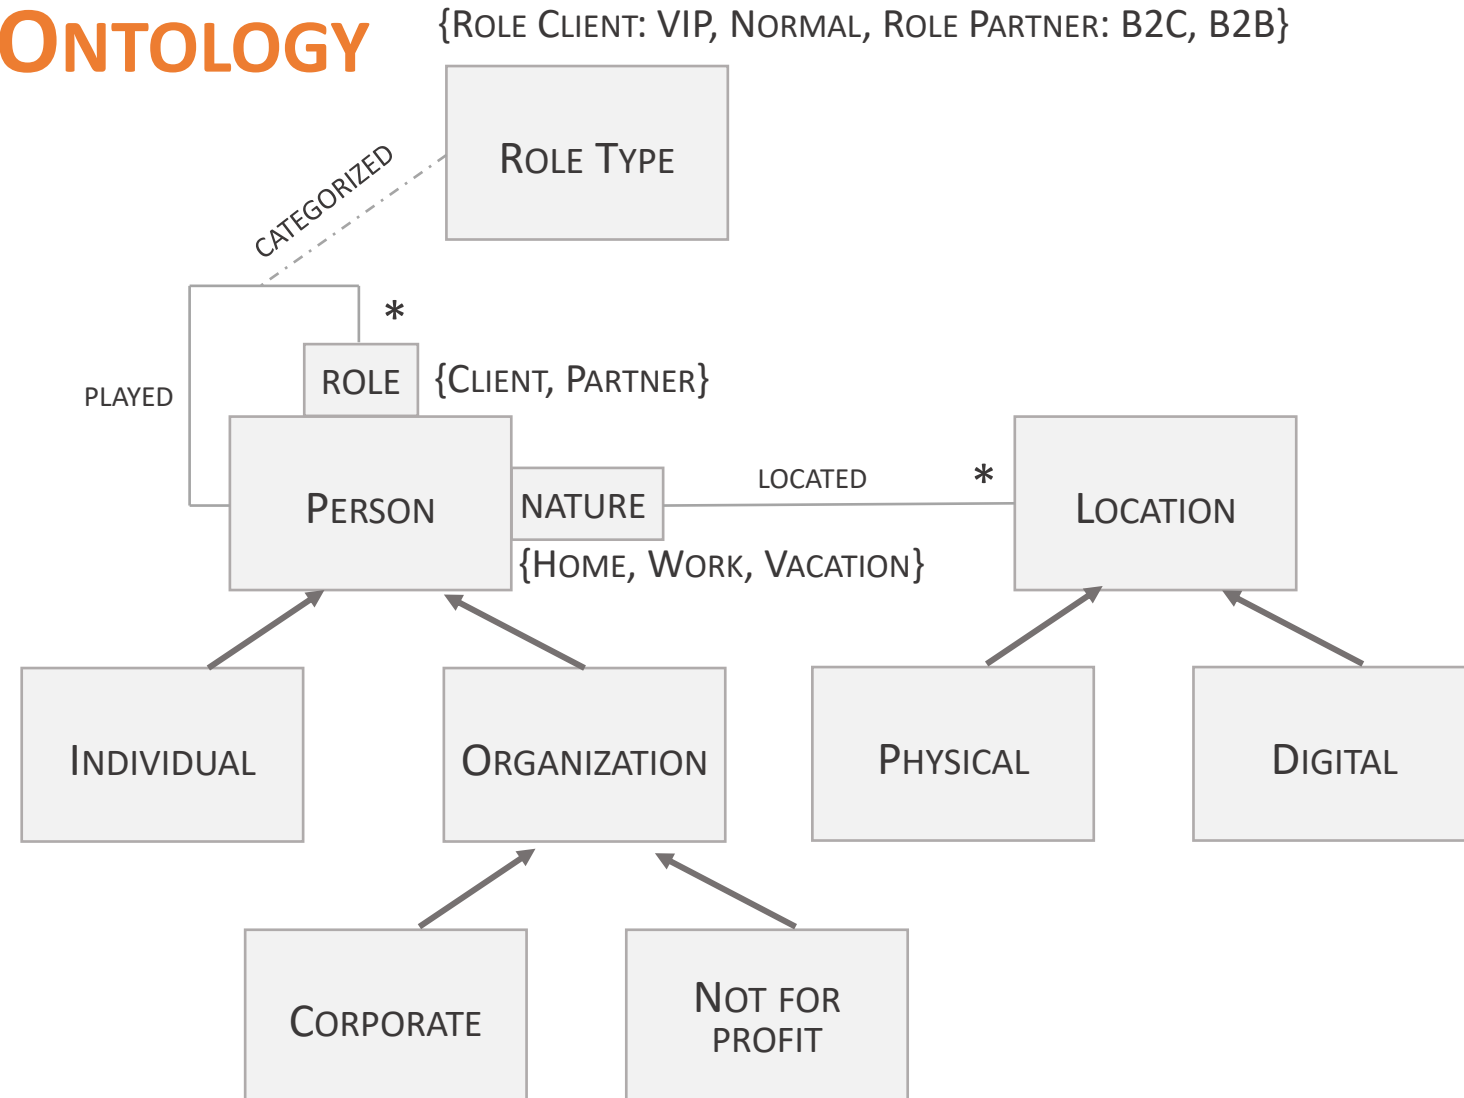 ONTOLOGY
{ROLE CLIENT: VIP, NORMAL, ROLE PARTNER: B2C, B2B}
ROLE TYPE
CATEGORIZED
*
ROLE
{CLIENT, PARTNER}
PLAYED
PERSON
NATURE
LOCATED
*
LOCATION
{HOME, WORK, VACATION}
INDIVIDUAL
ORGANIZATION
PHYSICAL
DIGITAL
CORPORATE
NOT FOR
PROFIT